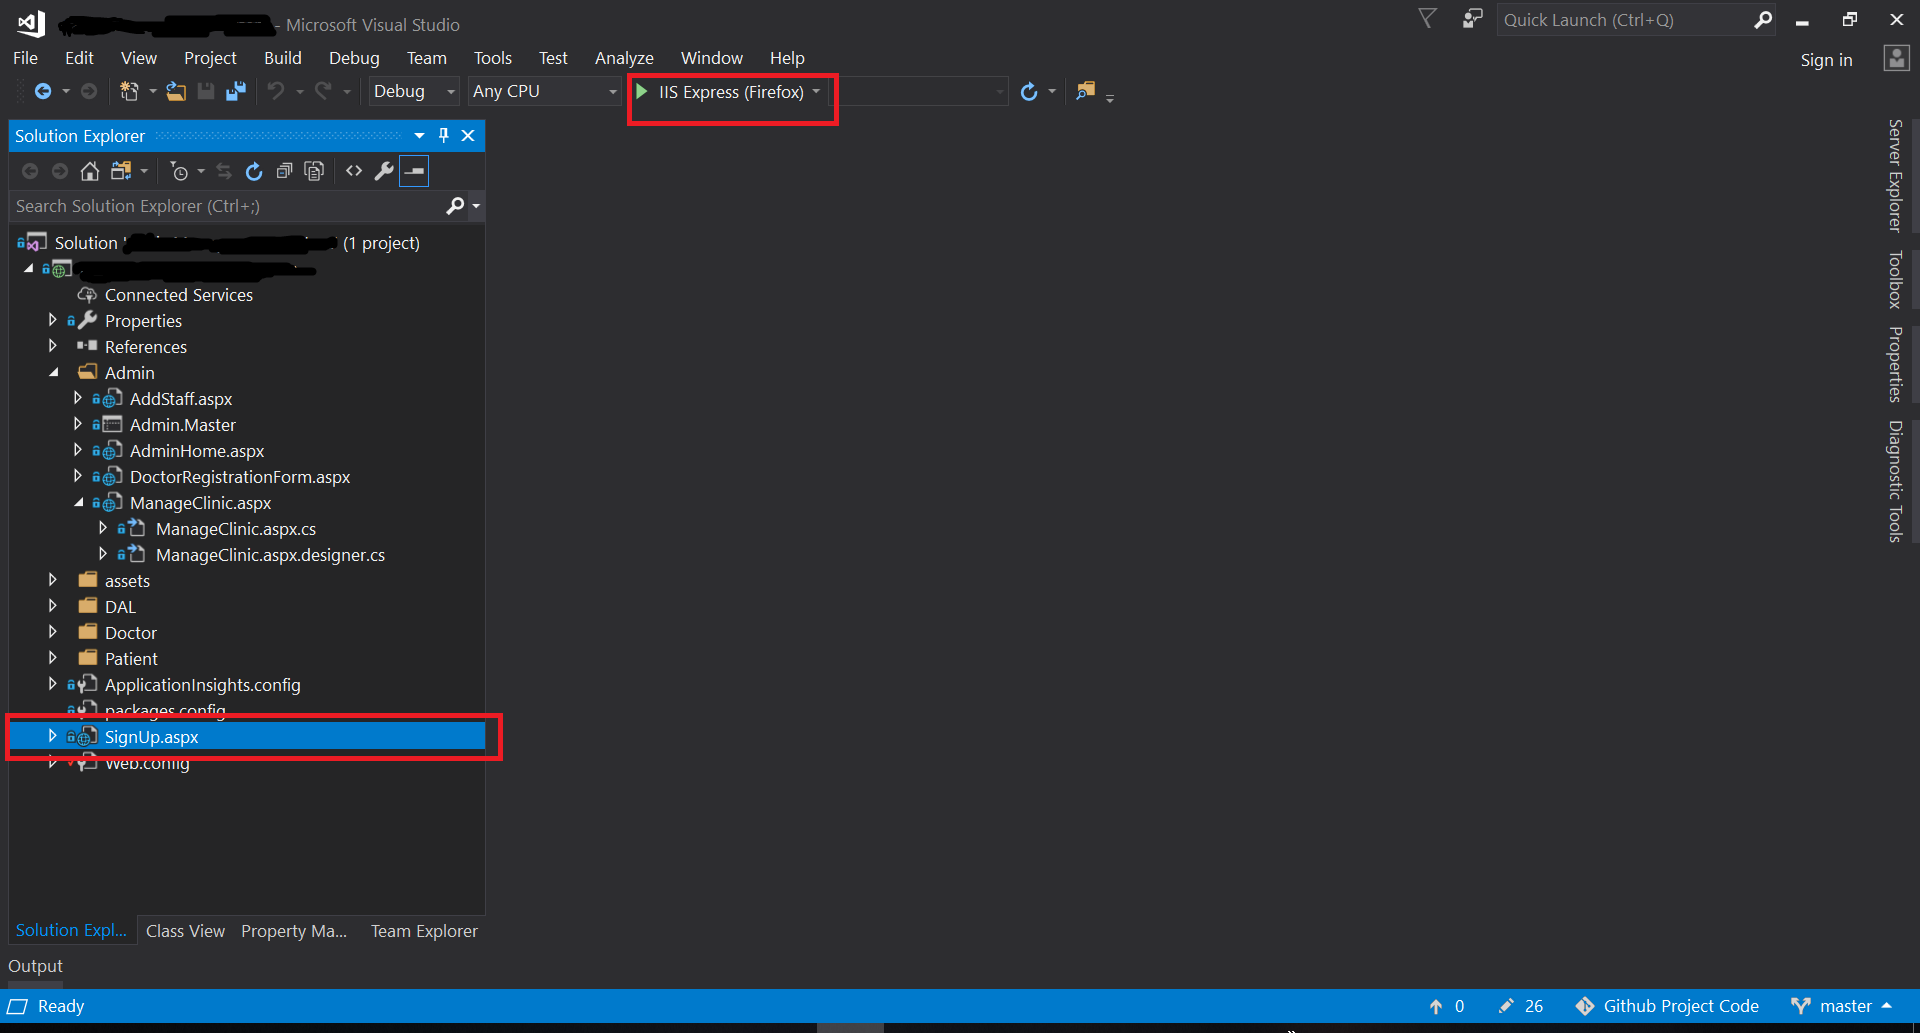 - Microsoft Visual Studio
Quick Launch (Ctrl+Q)
File Edit View Project Build Debug Team Tools Test Analyze Window Help
Sign in
Debug Any CPU IIS Express (Firefox)
Solution Explorer
Search Solution Explorer (Ctrl+;)
Solution (1 project)
Connected Services
Properties
References
Admin
AddStaff.aspx
Admin.Master
AdminHome.aspx
DoctorRegistrationForm.aspx
ManageClinic.aspx
ManageClinic.aspx.cs
ManageClinic.aspx.designer.cs
assets
DAL
Doctor
Patient
ApplicationInsights.config
packages.config
SignUp.aspx
Web.config
Solution Expl... Class View Property Ma... Team Explorer
Output
Server Explorer
Toolbox
Properties
Diagnostic Tools
Ready
0 26 Github Project Code master